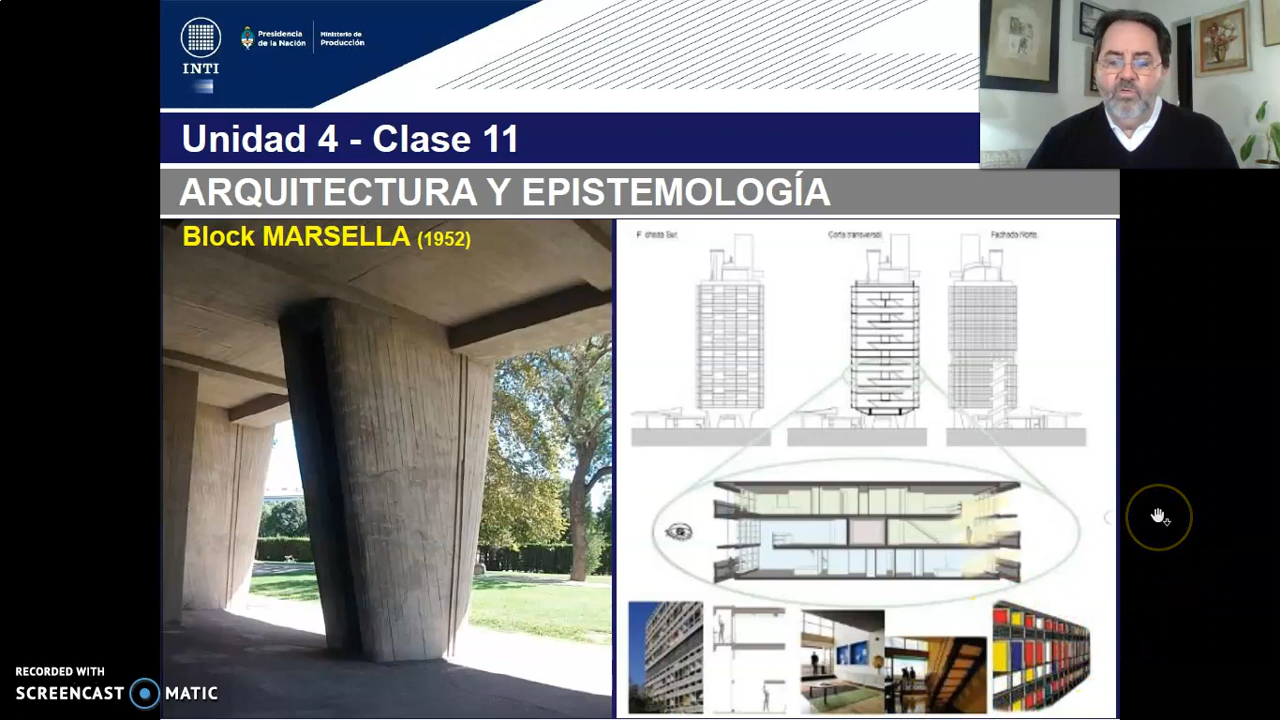 INTI
Presidencia
de la Nación
Ministerio de
Producción
Unidad 4 - Clase 11
ARQUITECTURA Y EPISTEMOLOGÍA
Block MARSELLA (1952)
Corte transversal.
Fachada Norte.
RECORDED WITH
SCREENCAST MATIC